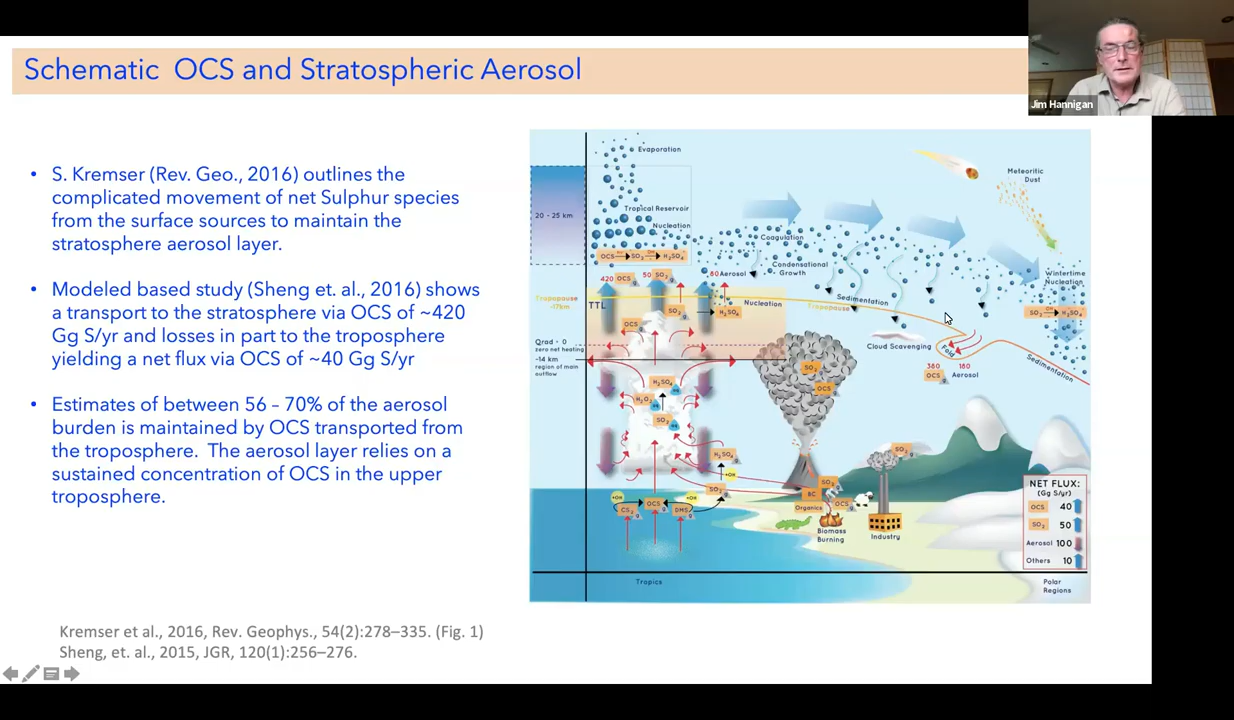 Schematic OCS and Stratospheric Aerosol
Jim Hannigan
• S. Kremser (Rev. Geo., 2016) outlines the
complicated movement of net Sulphur species
from the surface sources to maintain the
stratosphere aerosol layer.
• Modeled based study (Sheng et. al., 2016) shows
a transport to the stratosphere via OCS of ~420
Gg S/yr and losses in part to the troposphere
yielding a net flux via OCS of ~40 Gg S/yr
• Estimates of between 56 – 70% of the aerosol
burden is maintained by OCS transported from
the troposphere. The aerosol layer relies on a
sustained concentration of OCS in the upper
troposphere.
Kremser et al., 2016, Rev. Geophys., 54(2):278–335. (Fig. 1)
Sheng, et. al., 2015, JGR, 120(1):256–276.
Evaporation
Meteoritic
Dust
20 - 25 km
Tropical Reservoir
Nucleation
Coagulation
OCS SO₂ H₂SO₄
Condensational
Growth
420 OCS g 50 SO₂ g 80 Aerosol
Wintertime
Nucleation
Tropopause
~17km
TTL
Nucleation
Tropopause
Sedimentation
SO₂ H₂SO₄
SO₂ g
H₂SO₄ g
OCS g
Qrad = 0
zero net heating
~14 km
region of main
outflow
Cloud Scavenging
Fold
Sedimentation
380 180
OCS g Aerosol
SO₂ g
OCS g
H₂SO₄
H₂O₂
SO₂
H₂SO₄ g
+OH
SO₂ g
SO₂ g
+OH +OH
CS₂ g OCS g DMS g
SO₂ g
BC
Organics OCS g
Biomass
Burning
Industry
NET FLUX:
(Gg S/yr)
OCS 40
SO₂ 50
Aerosol 100
Others 10
Tropics
Polar
Regions